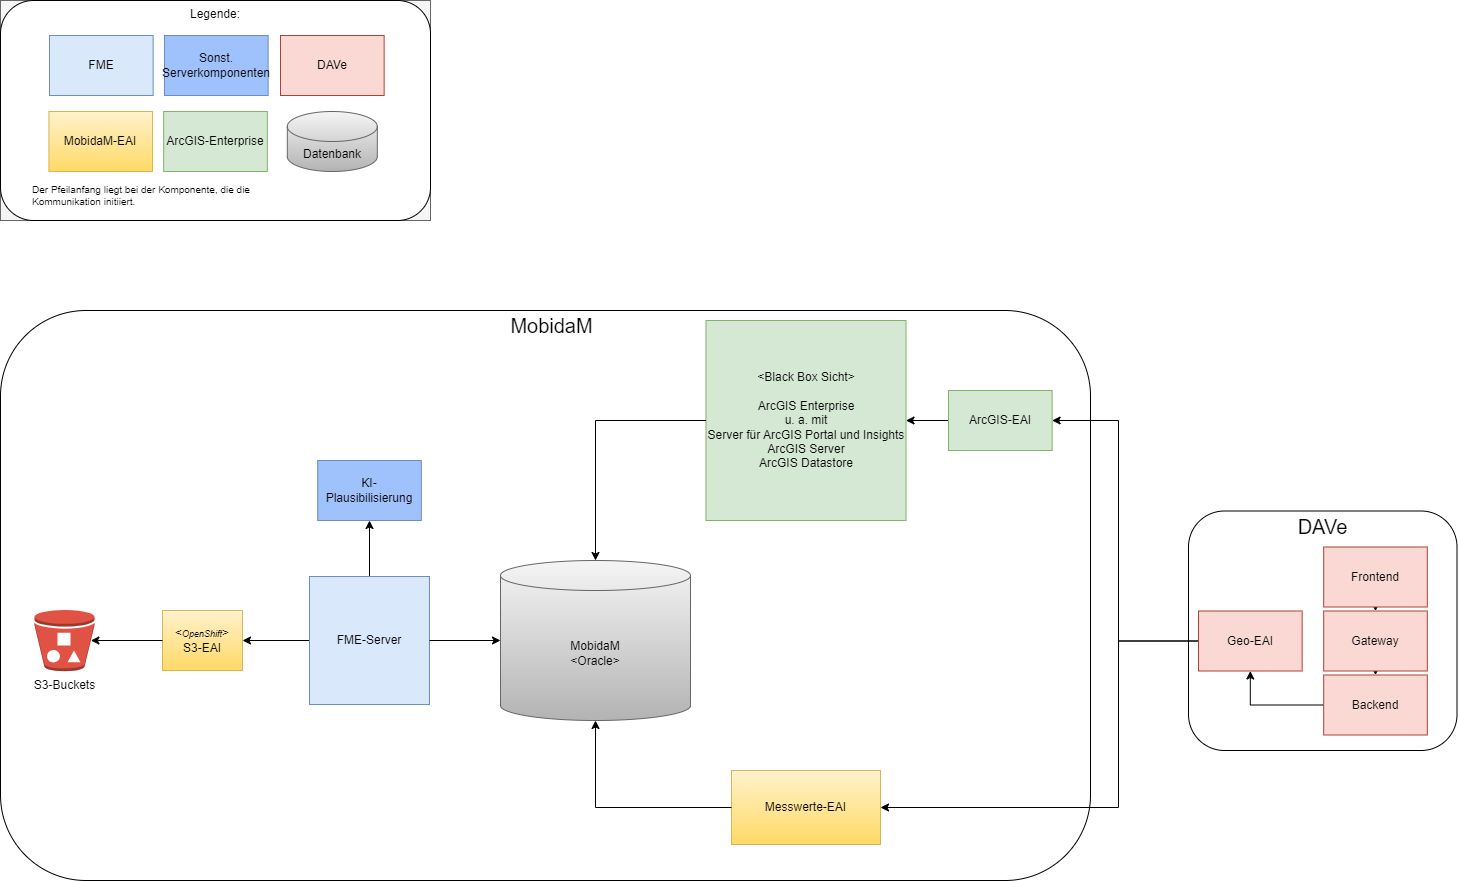 Legende:
FME
Sonst.
Serverkomponenten
DAVe
MobidaM-EAI
ArcGIS-Enterprise
Datenbank
Der Pfeilanfang liegt bei der Komponente, die die
Kommunikation initiiert.
MobidaM
<Black Box Sicht>
ArcGIS Enterprise
u. a. mit
Server für ArcGIS Portal und Insights
ArcGIS Server
ArcGIS Datastore
ArcGIS-EAI
KI-
Plausibilisierung
DAVe
Frontend
Geo-EAI
Gateway
Backend
<OpenShift>
S3-EAI
FME-Server
MobidaM
<Oracle>
S3-Buckets
Messwerte-EAI